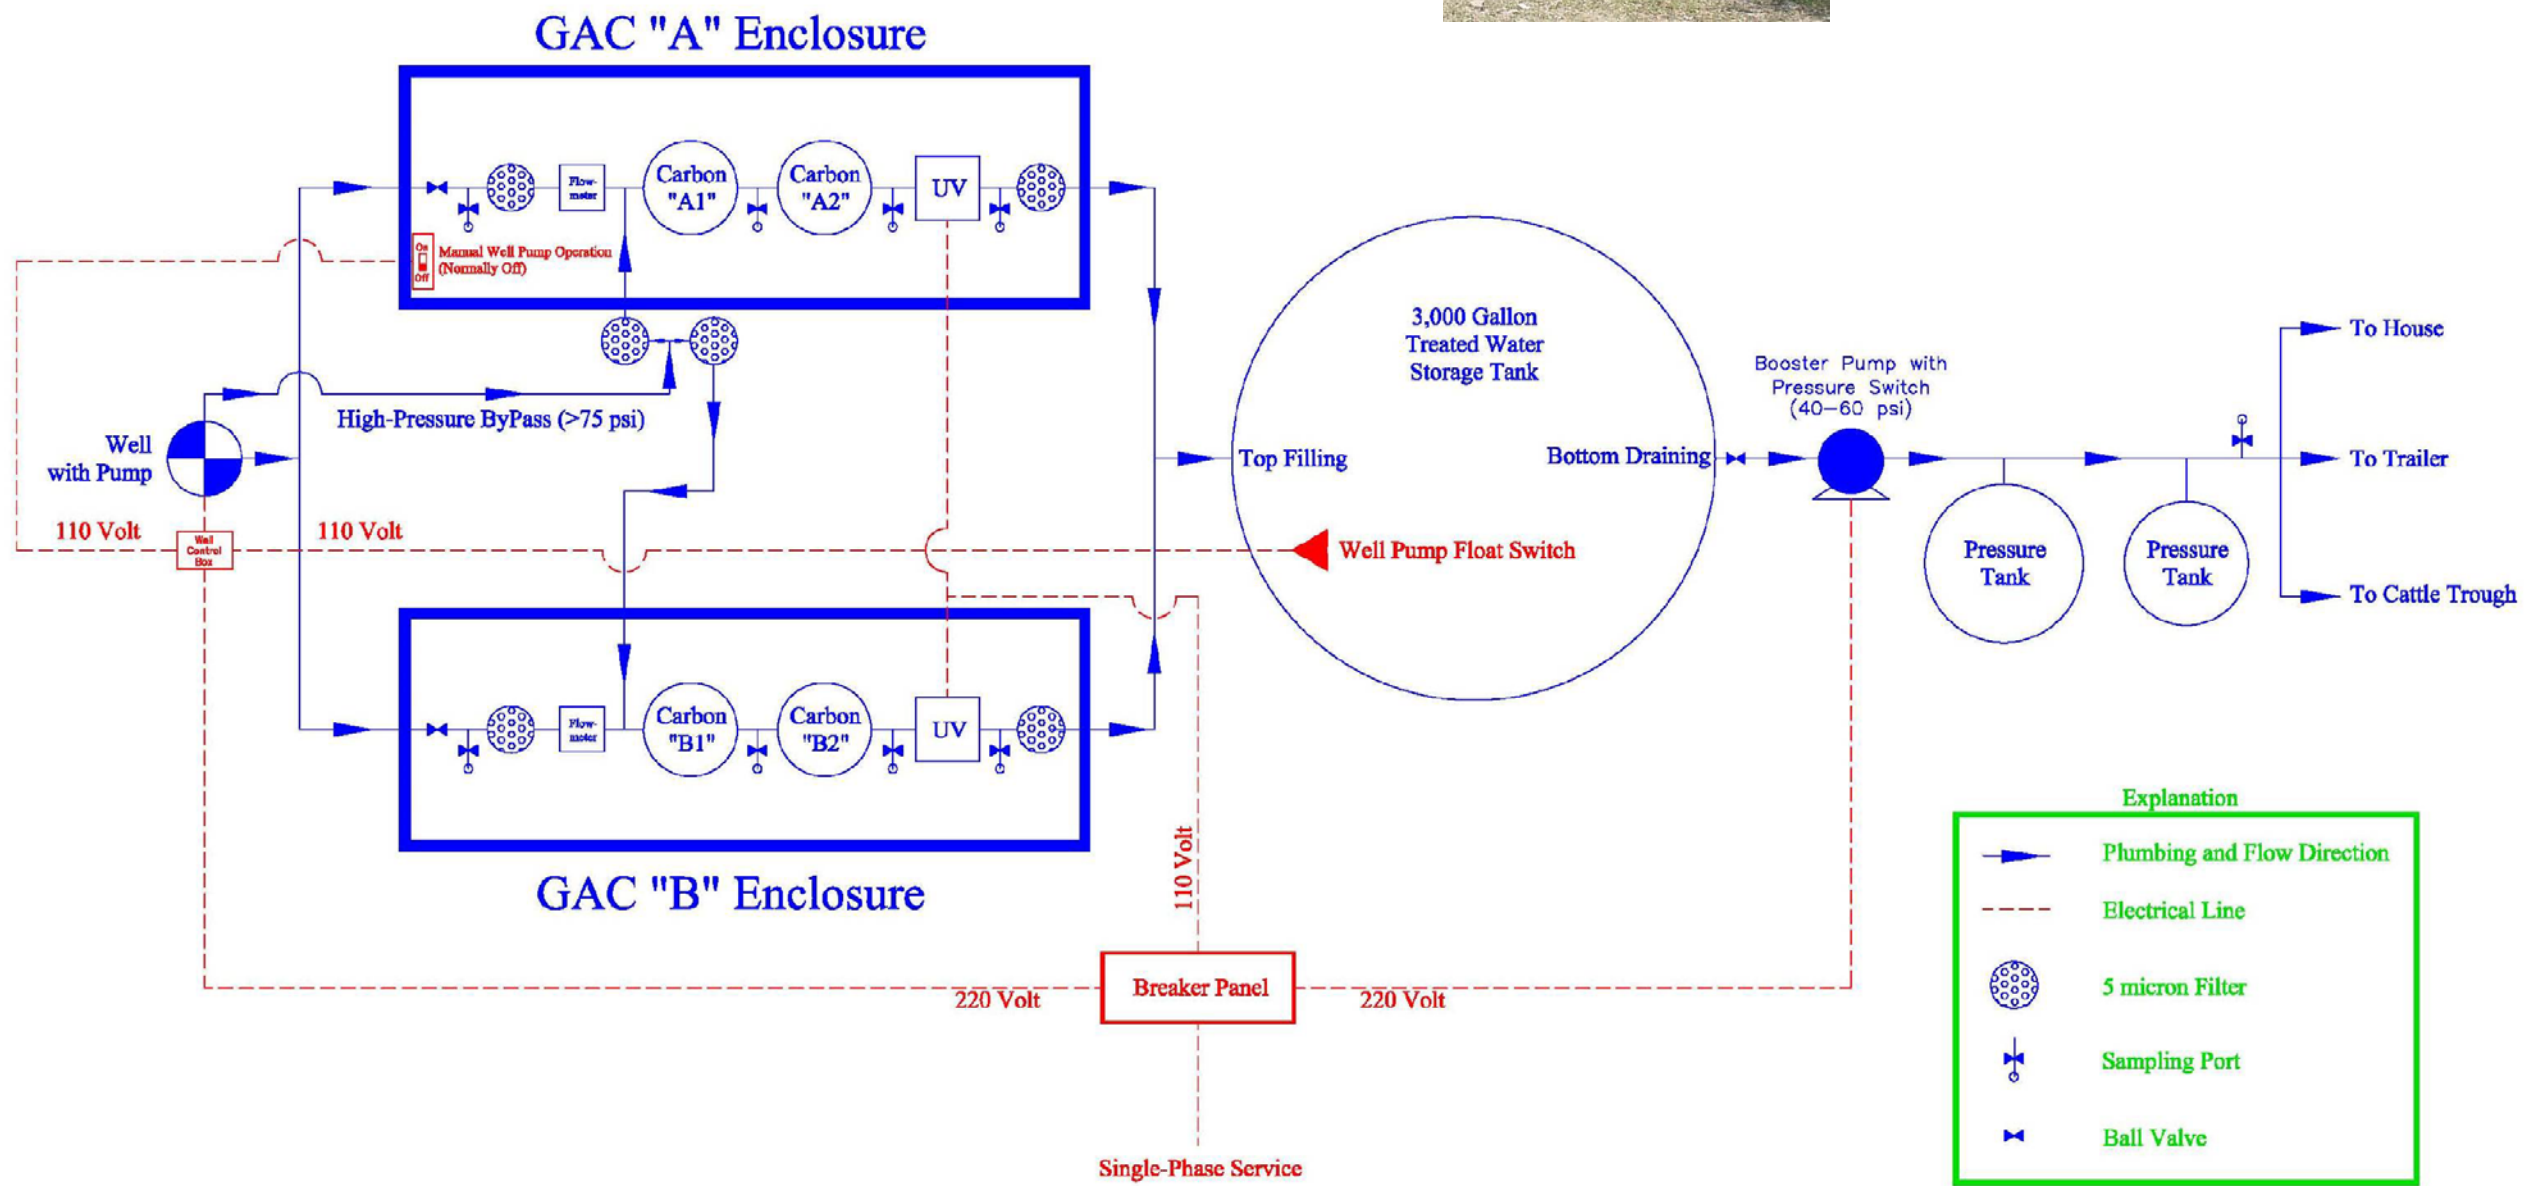 GAC "A" Enclosure
Flow-
meter
Carbon
"A1"
Carbon
"A2"
UV
On
Off
Manual Well Pump Operation
(Normally Off)
High-Pressure ByPass (>75 psi)
Well
with Pump
110 Volt
Well
Control
Box
110 Volt
3,000 Gallon
Treated Water
Storage Tank
Top Filling
Bottom Draining
Well Pump Float Switch
Booster Pump with
Pressure Switch
(40-60 psi)
Pressure
Tank
Pressure
Tank
To House
To Trailer
To Cattle Trough
Flow-
meter
Carbon
"B1"
Carbon
"B2"
UV
GAC "B" Enclosure
110 Volt
220 Volt
Breaker Panel
220 Volt
Single-Phase Service
Explanation
Plumbing and Flow Direction
Electrical Line
5 micron Filter
Sampling Port
Ball Valve